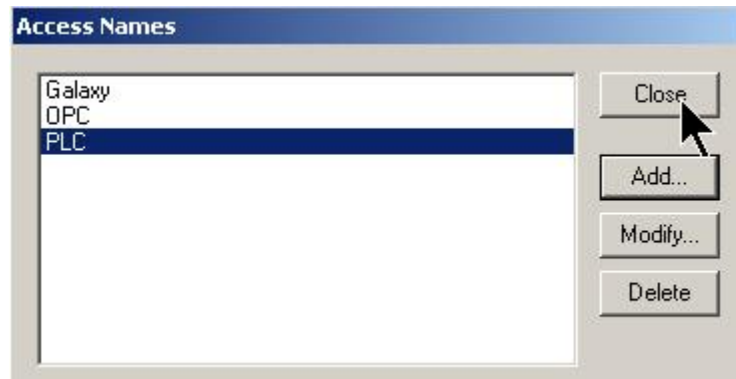 Access Names
Galaxy
OPC
PLC
Close
Add...
Modify...
Delete